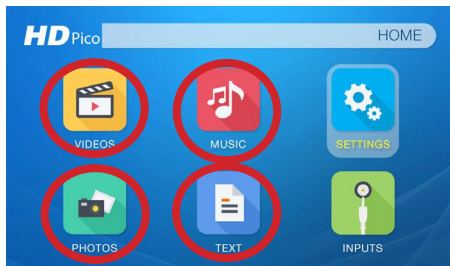 HD Pico
HOME
VIDEOS
MUSIC
SETTINGS
PHOTOS
TEXT
INPUTS